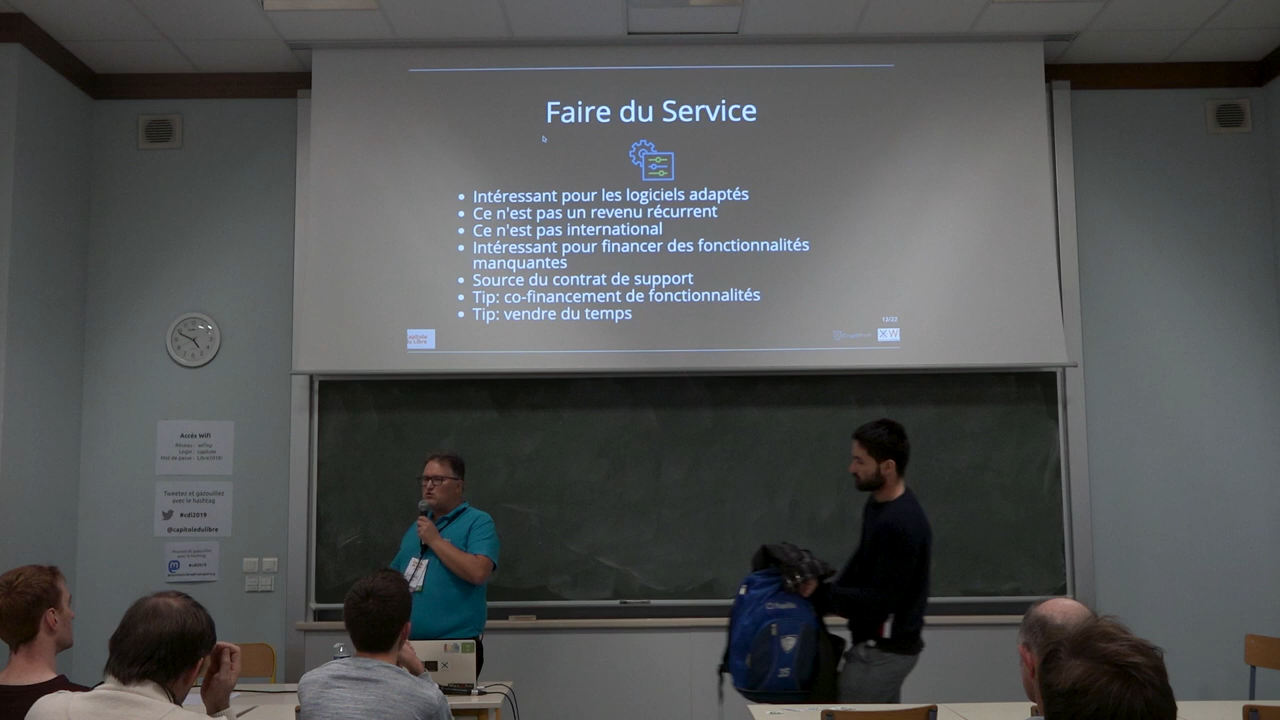 Faire du Service
Intéressant pour les logiciels adaptés
Ce n'est pas un revenu récurrent
Ce n'est pas international
Intéressant pour financer des fonctionnalités
manquantes
Source du contrat de support
Tip: co-financement de fonctionnalités
Tip: vendre du temps
12/22
XW
Accès Wifi
Tweetez et gazouillez
avec le hashtag
#cdl2019
@capitoledulibre